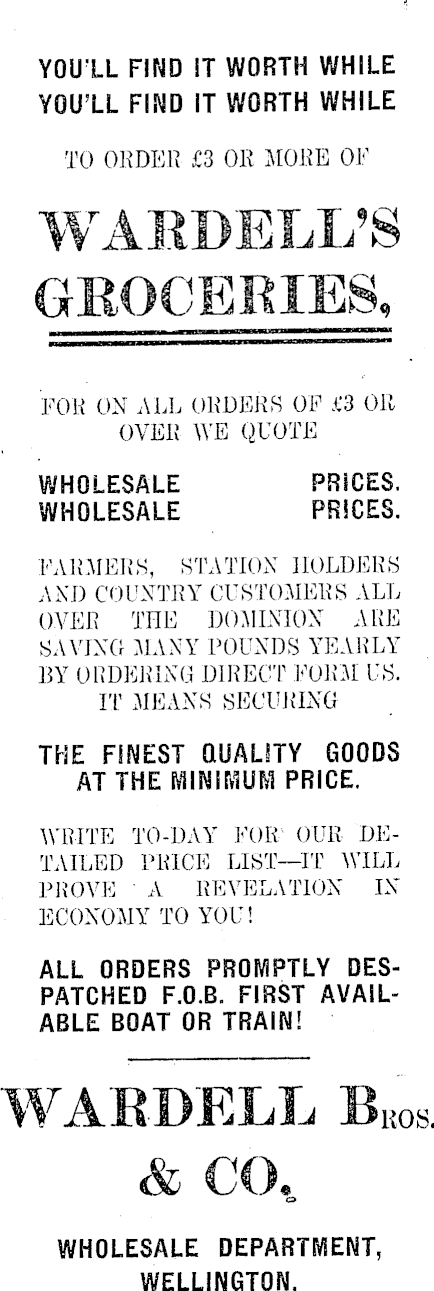 YOU'LL FIND IT WORTH WHILE
YOU'LL FIND IT WORTH WHILE
TO ORDER £3 OR MORE OF
WARDELL'S
GROCERIES,
FOR ON ALL ORDERS OF £3 OR
OVER WE QUOTE
WHOLESALE PRICES.
WHOLESALE PRICES.
FARMERS, STATION HOLDERS
AND COUNTRY CUSTOMERS ALL
OVER THE DOMINION ARE
SAVING MANY POUNDS YEARLY
BY ORDERING DIRECT FORM US.
IT MEANS SECURING
THE FINEST QUALITY GOODS
AT THE MINIMUM PRICE.
WRITE TO-DAY FOR OUR DE-
TAILED PRICE LIST—IT WILL
PROVE A REVELATION IN
ECONOMY TO YOU!
ALL ORDERS PROMPTLY DES-
PATCHED F.O.B. FIRST AVAIL-
ABLE BOAT OR TRAIN!
WARDELL BROS.
& CO.
WHOLESALE DEPARTMENT,
WELLINGTON.